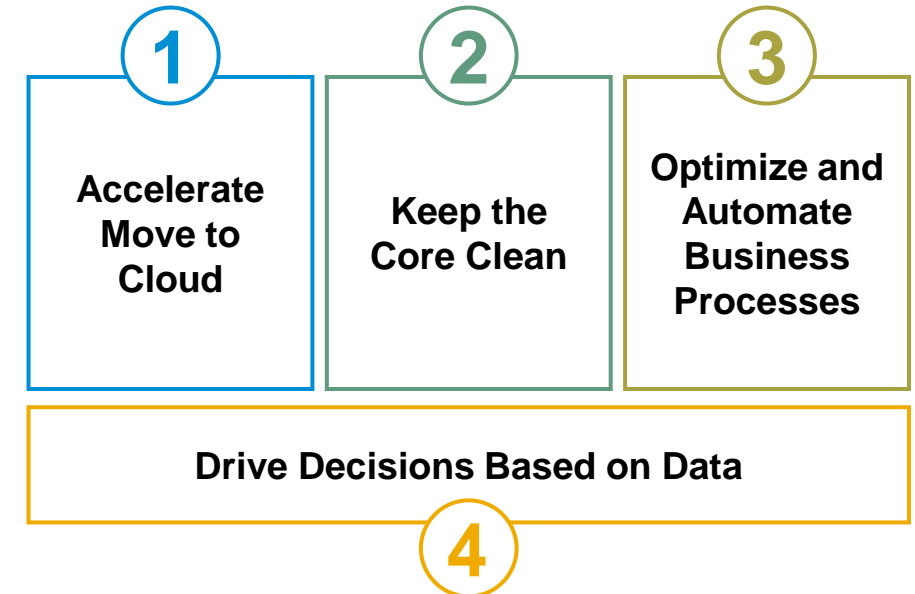 1
Accelerate
Move to
Cloud
2
Keep the
Core Clean
3
Optimize and
Automate
Business
Processes
Drive Decisions Based on Data
4